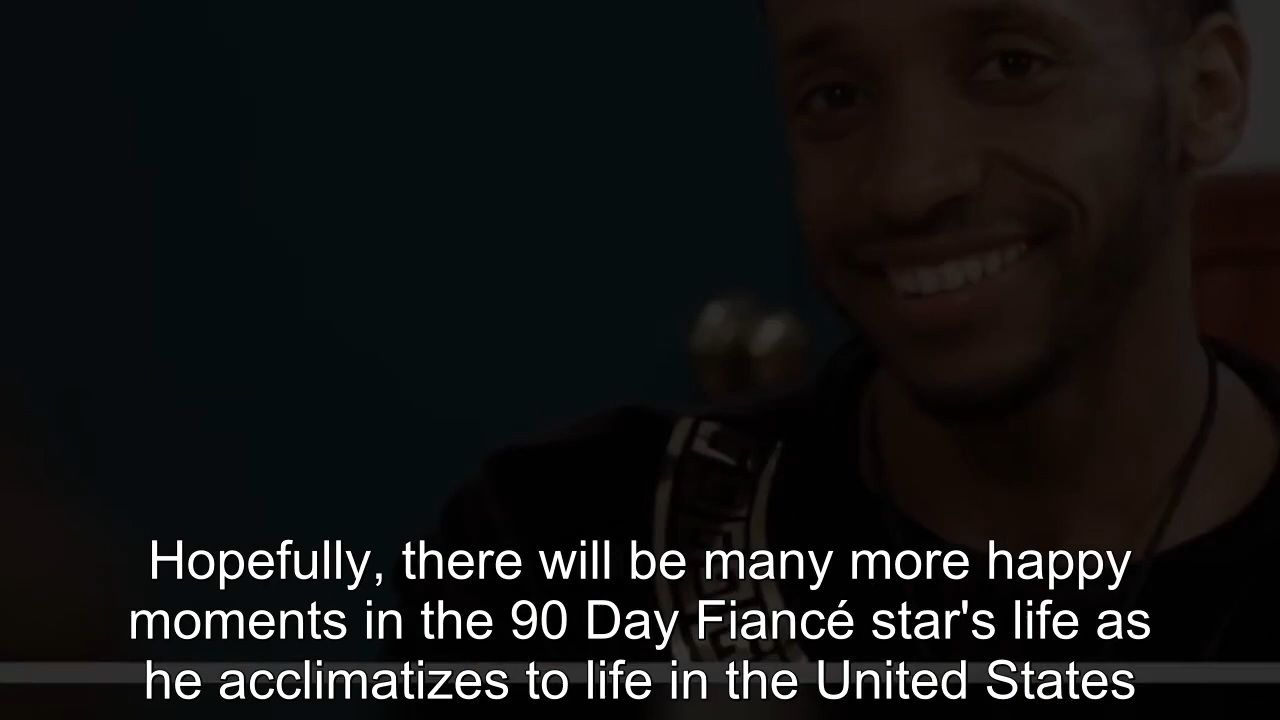 Hopefully, there will be many more happy
moments in the 90 Day Fiancé star's life as
he acclimatizes to life in the United States